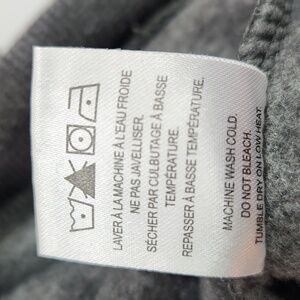 LAVER À LA MACHINE À L'EAU FROIDE
NE PAS JAVELLISER.
SÉCHER PAR CULBUTAGE À BASSE
TEMPÉRATURE.
REPASSER À BASSE TEMPÉRATURE.
MACHINE WASH COLD.
DO NOT BLEACH.
TUMBLE DRY ON LOW HEAT.